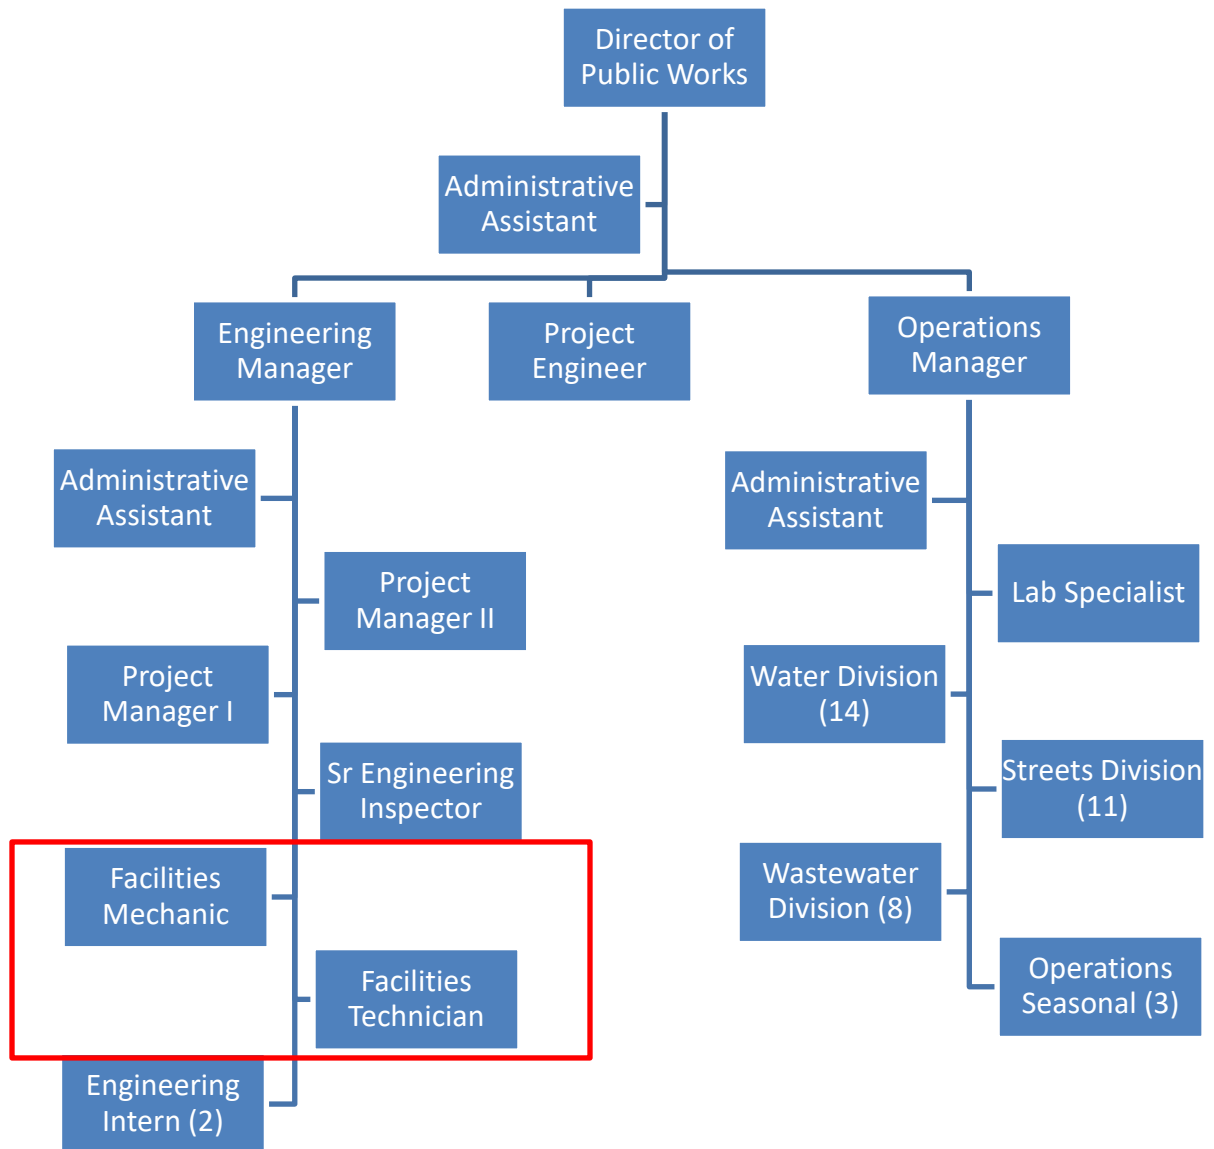 Director of
Public Works
Administrative
Assistant
Engineering
Manager
Project
Engineer
Operations
Manager
Administrative
Assistant
Project
Manager II
Project
Manager I
Sr Engineering
Inspector
Facilities
Mechanic
Facilities
Technician
Engineering
Intern (2)
Administrative
Assistant
Lab Specialist
Water Division
(14)
Streets Division
(11)
Wastewater
Division (8)
Operations
Seasonal (3)